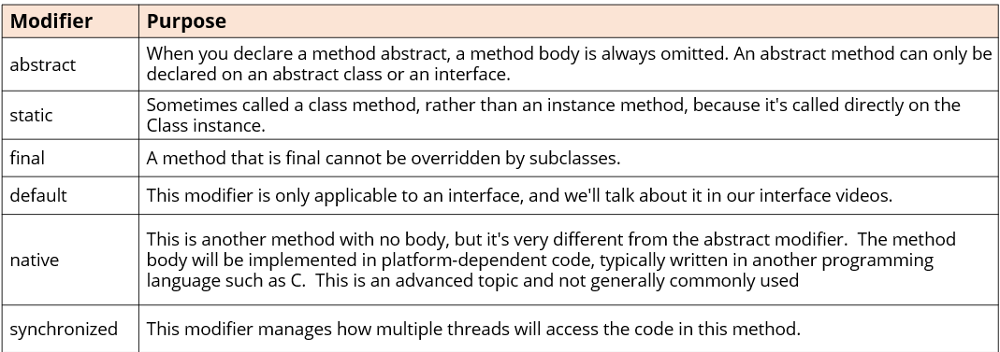 Modifier Purpose
abstract When you declare a method abstract, a method body is always omitted. An abstract method can only be
declared on an abstract class or an interface.
static Sometimes called a class method, rather than an instance method, because it's called directly on the
Class instance.
final A method that is final cannot be overridden by subclasses.
default This modifier is only applicable to an interface, and we'll talk about it in our interface videos.
native This is another method with no body, but it's very different from the abstract modifier.  The method
body will be implemented in platform-dependent code, typically written in another programming
language such as C.  This is an advanced topic and not generally commonly used
synchronized This modifier manages how multiple threads will access the code in this method.